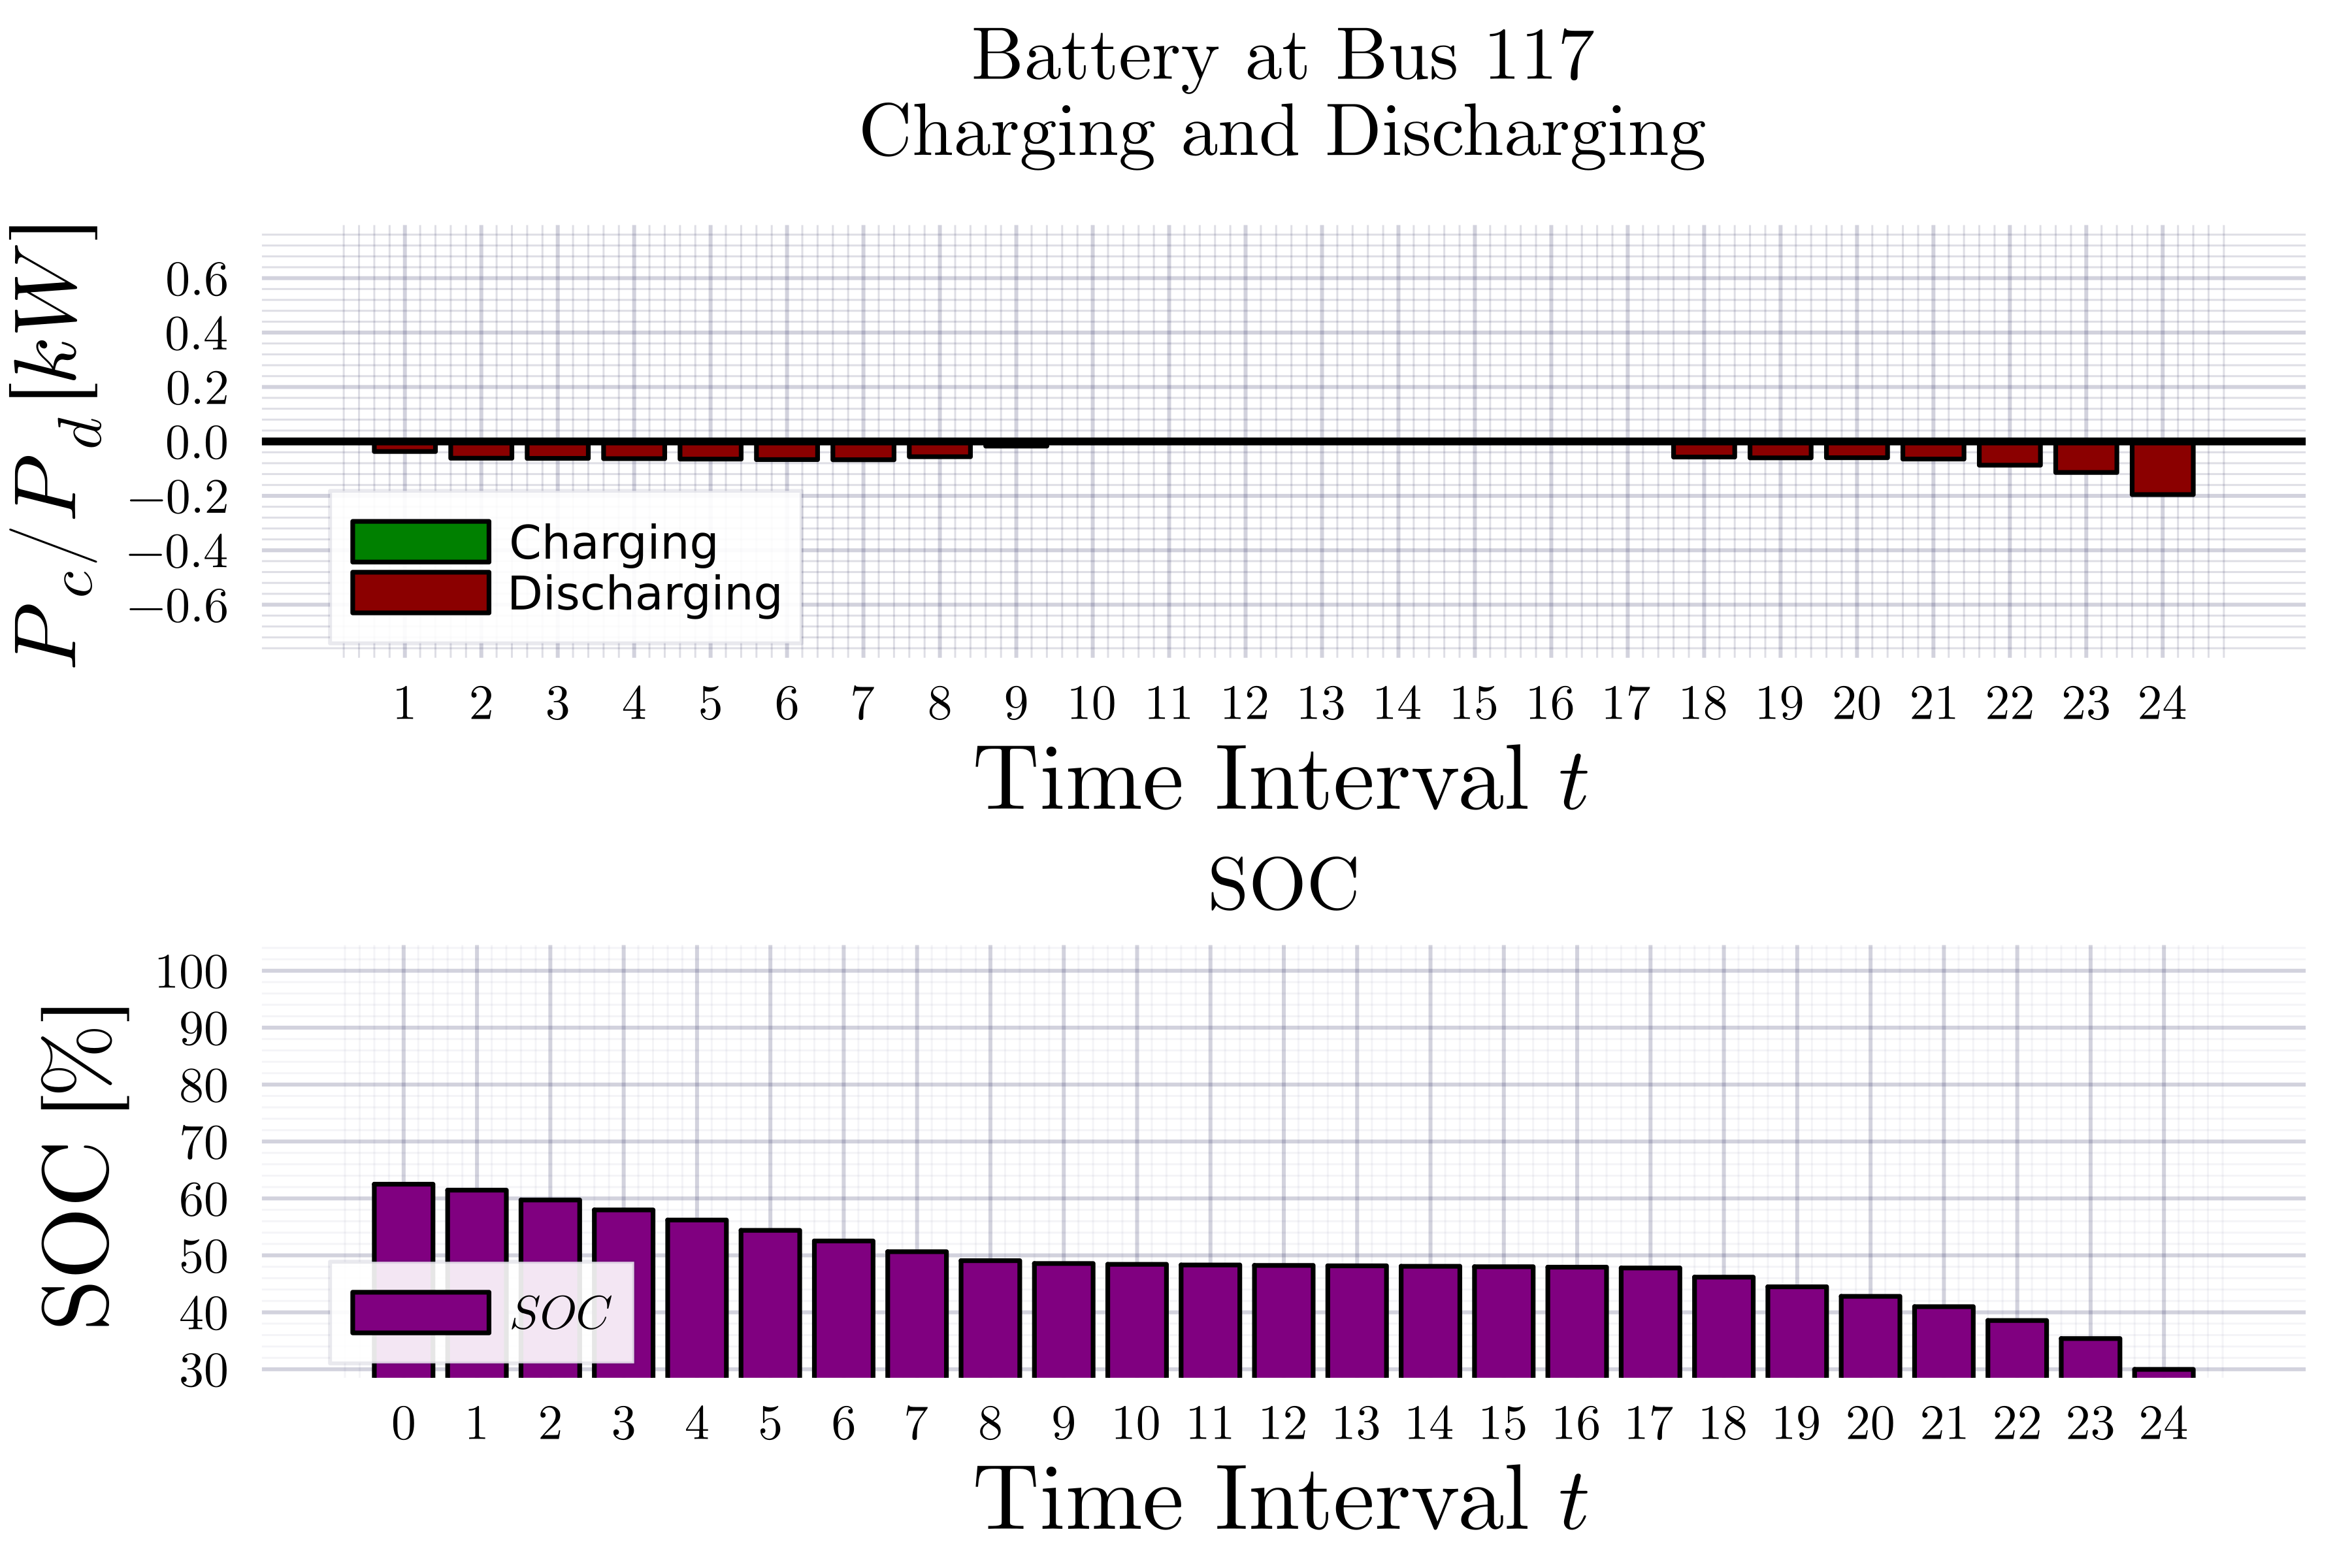 Battery at Bus 117
Charging and Discharging
P_c/P_d [kW]
0.6
0.4
0.2
0.0
−0.2
−0.4
−0.6
Charging
Discharging
1 2 3 4 5 6 7 8 9 10 11 12 13 14 15 16 17 18 19 20 21 22 23 24
Time Interval t
SOC
SOC [%]
100
90
80
70
60
50
40
30
SOC
0 1 2 3 4 5 6 7 8 9 10 11 12 13 14 15 16 17 18 19 20 21 22 23 24
Time Interval t